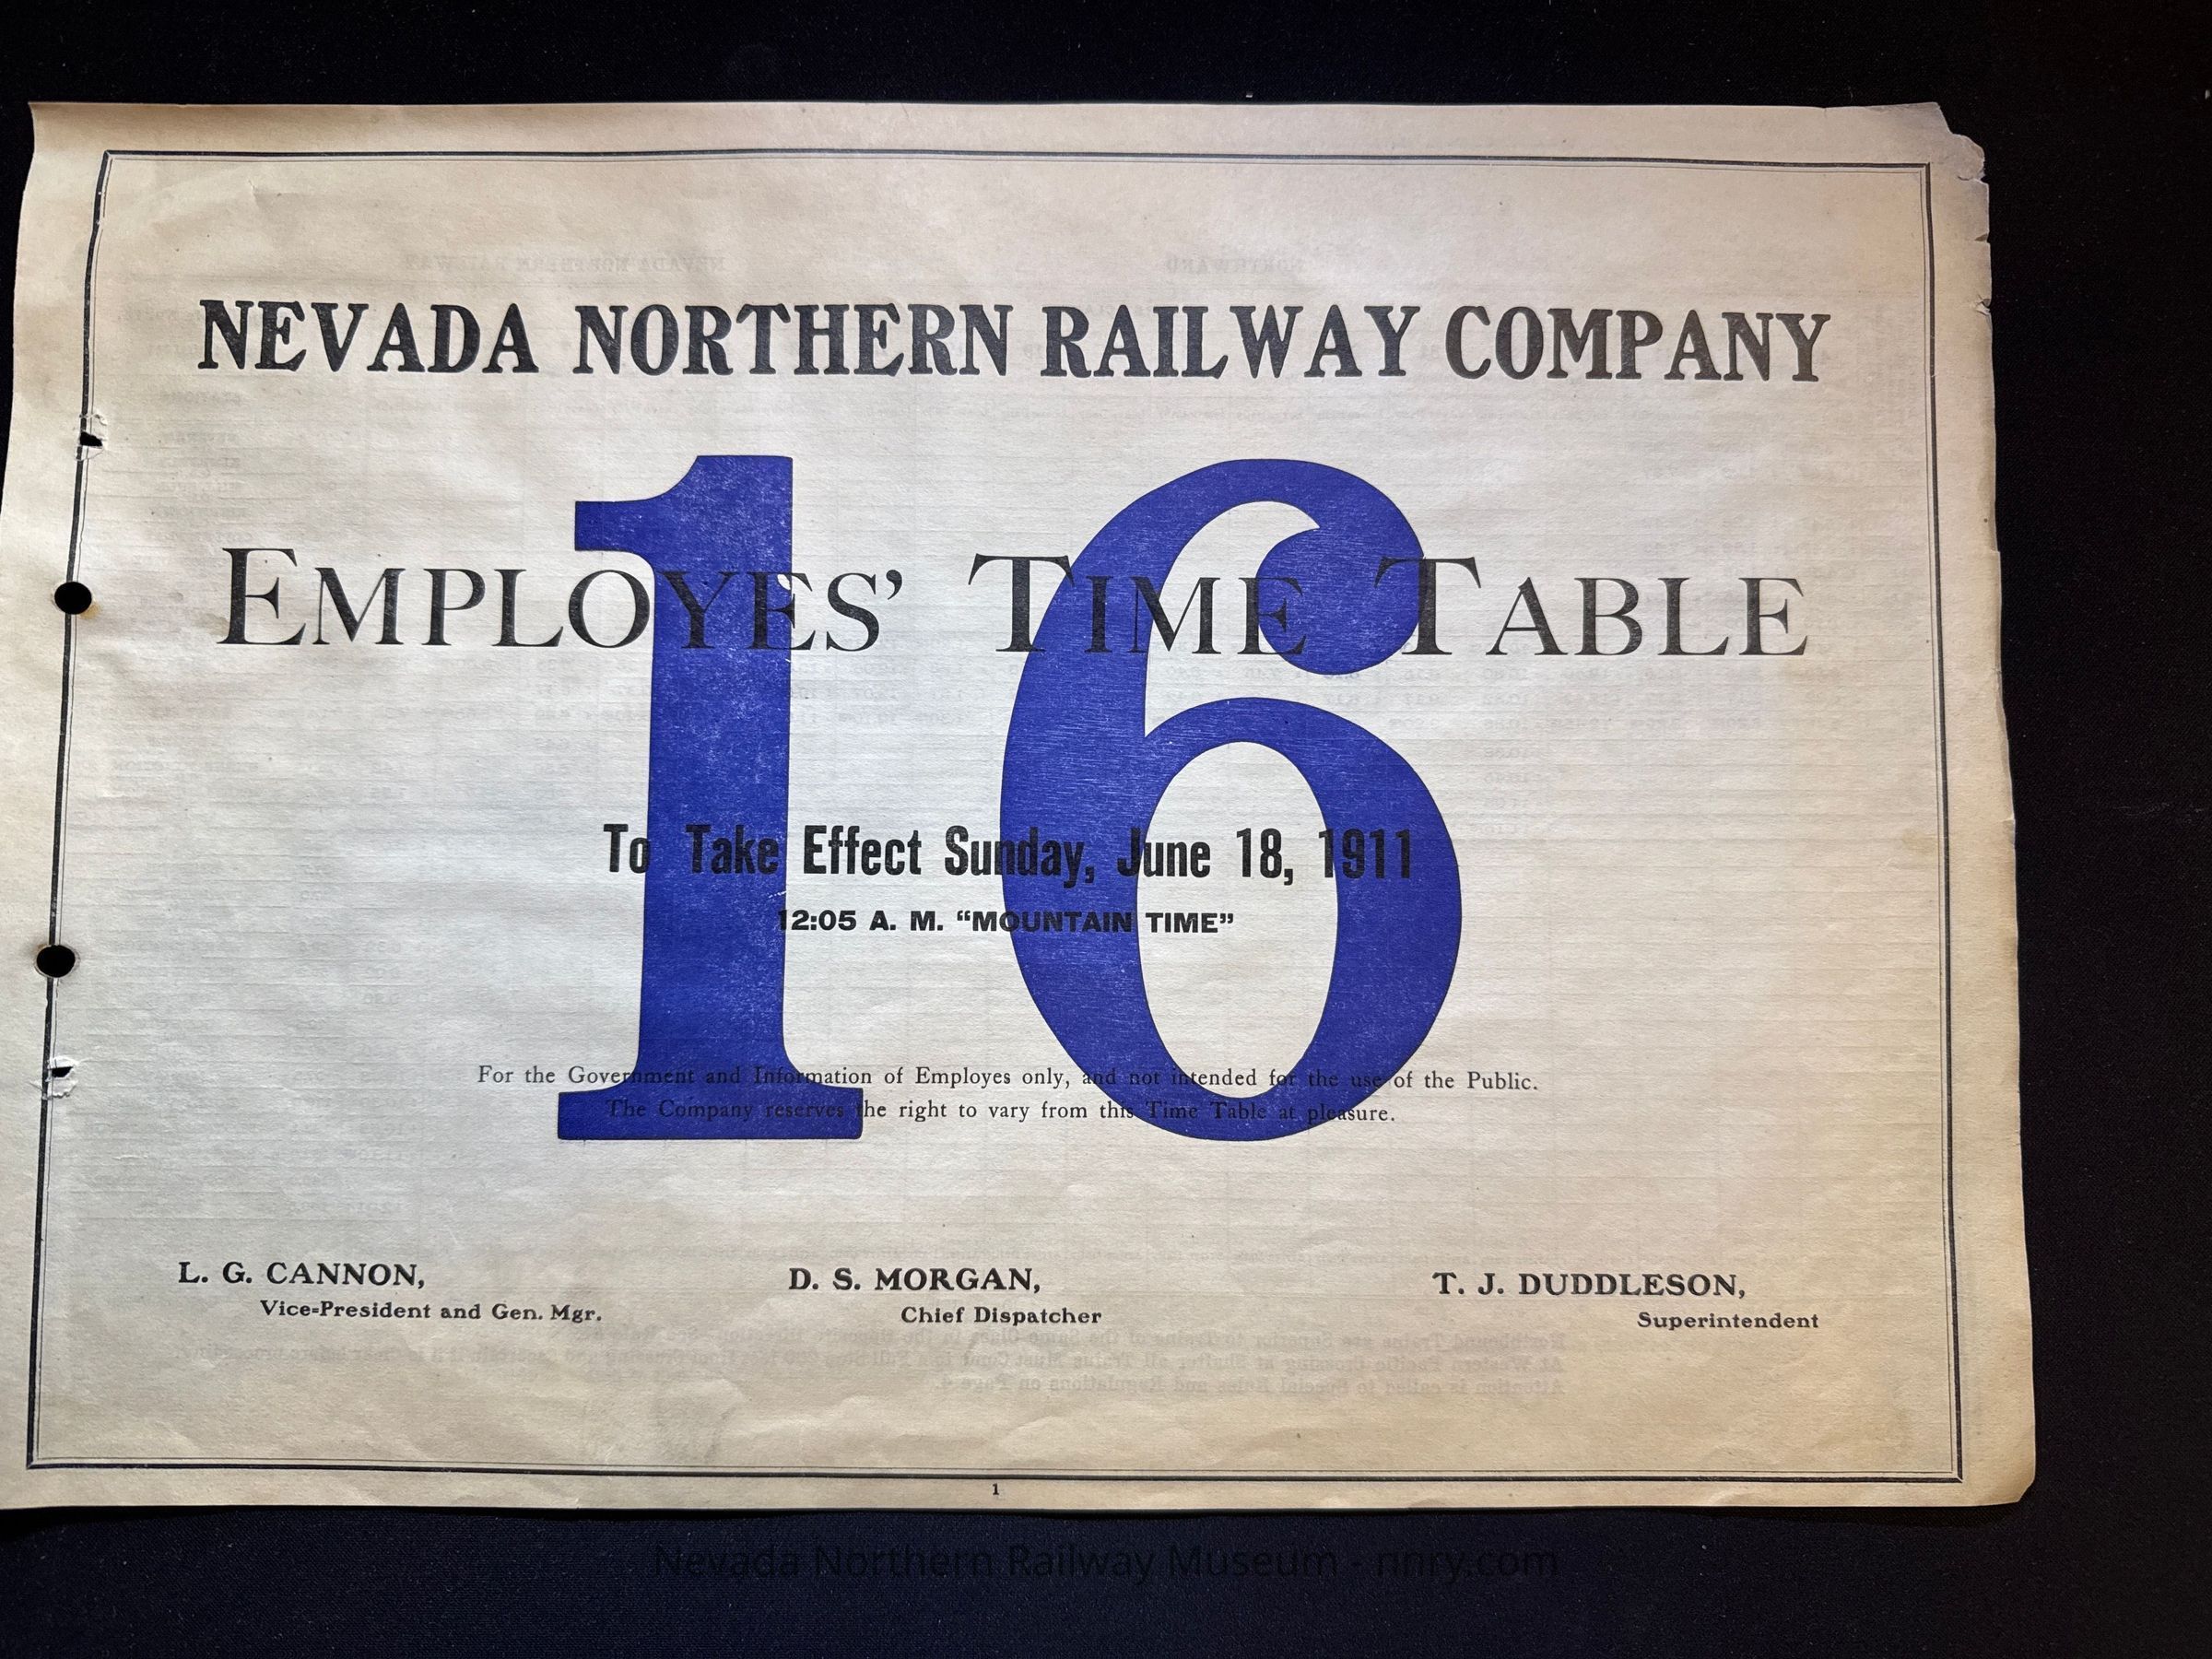 NEVADA NORTHERN RAILWAY COMPANY
16
EMPLOYES' TIME TABLE
To Take Effect Sunday, June 18, 1911
12:05 A. M. "MOUNTAIN TIME"
For the Government and Information of Employes only, and not intended for the use of the Public.
The Company reserves the right to vary from this Time Table at pleasure.
L. G. CANNON,
Vice-President and Gen. Mgr.
D. S. MORGAN,
Chief Dispatcher
T. J. DUDDLESON,
Superintendent
1
Nevada Northern Railway Museum - nnry.com